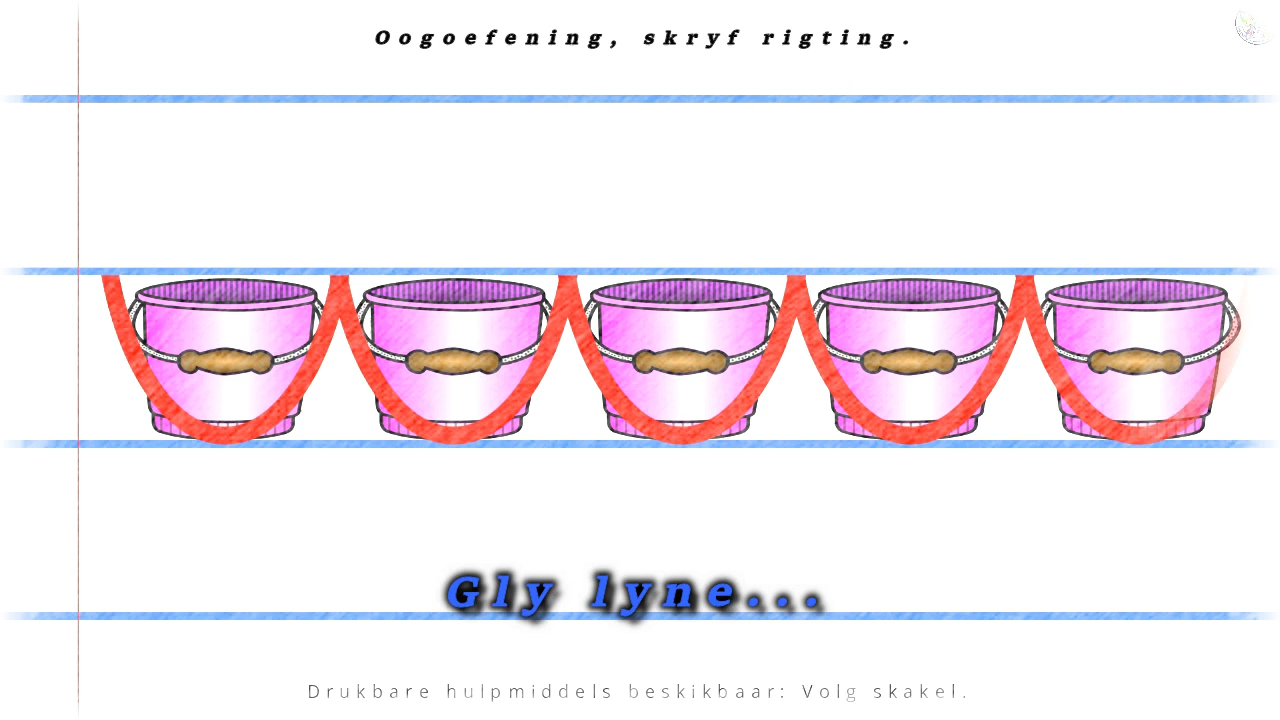 Oogoefening, skryf rigting.
Gly lyne...
Drukbare hulpmiddels beskikbaar: Volg skakel.